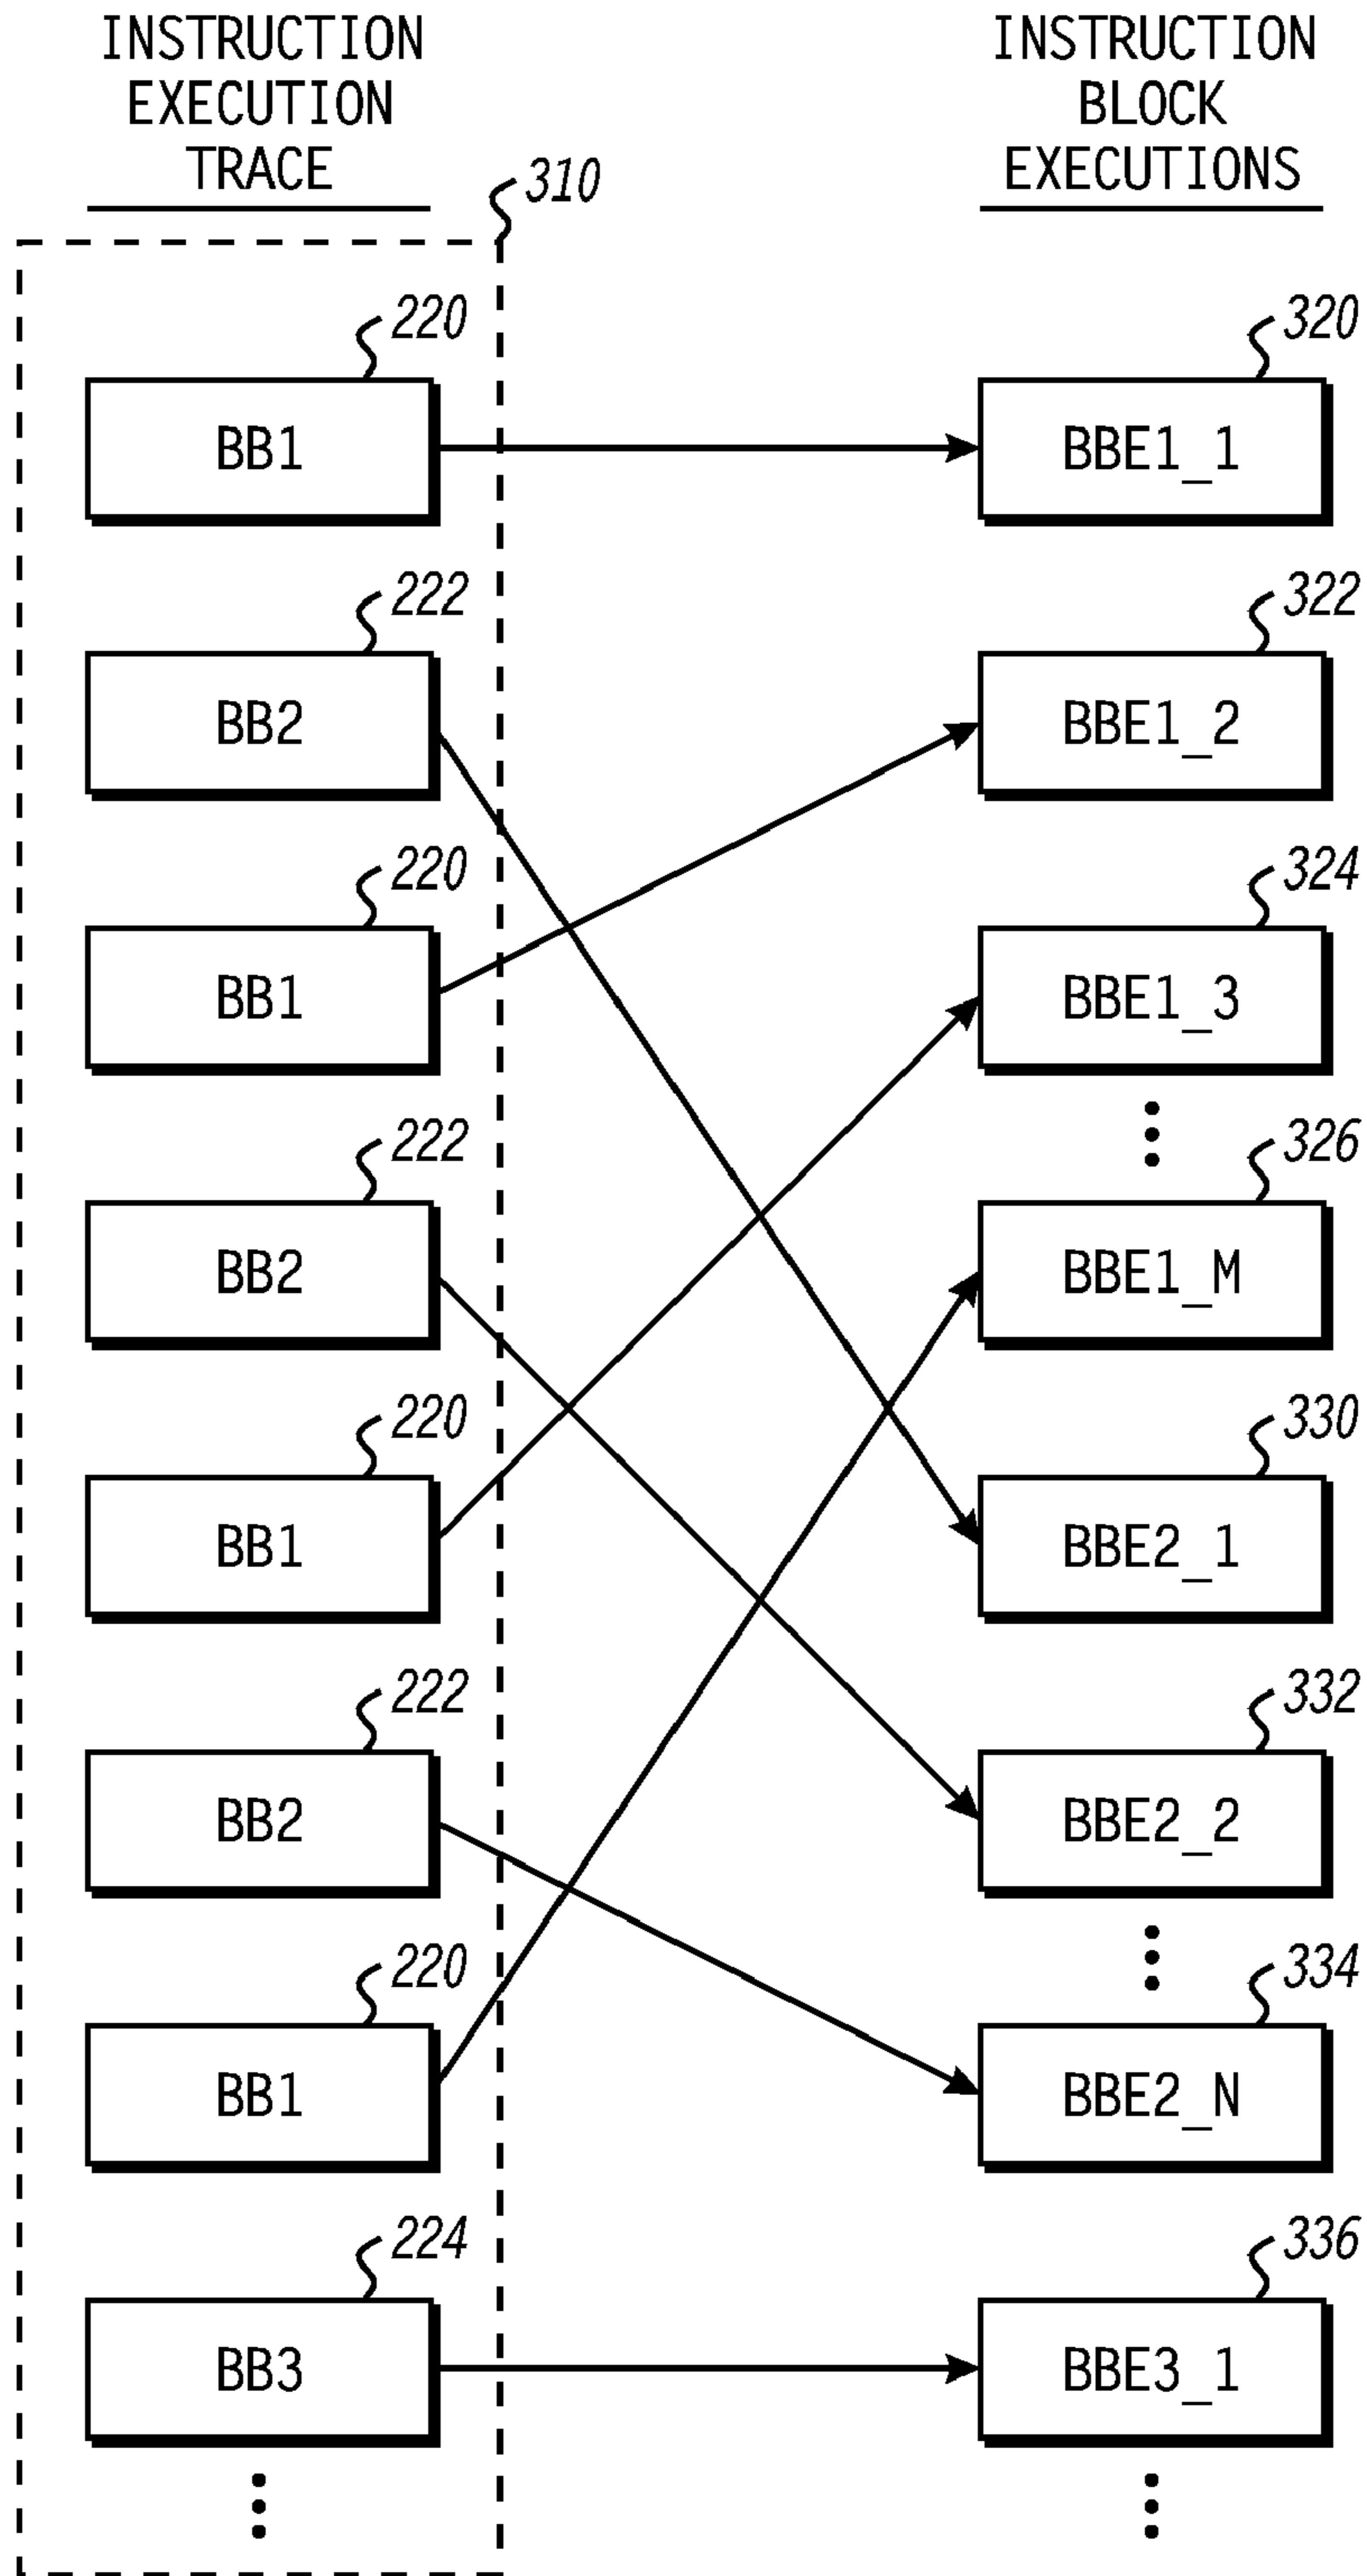 INSTRUCTION
EXECUTION
TRACE
INSTRUCTION
BLOCK
EXECUTIONS
310
220
320
BB1
BBE1_1
222
322
BB2
BBE1_2
220
324
BB1
BBE1_3
222
326
BB2
BBE1_M
220
330
BB1
BBE2_1
222
332
BB2
BBE2_2
220
334
BB1
BBE2_N
224
336
BB3
BBE3_1